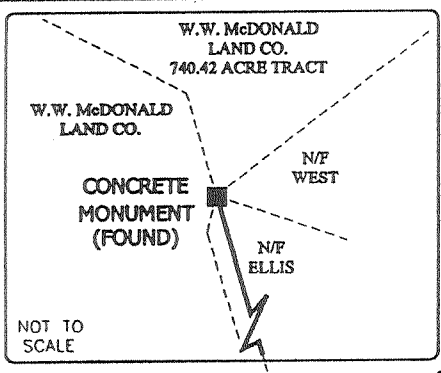 W.W. McDONALD
LAND CO.
740.42 ACRE TRACT
W.W. McDONALD
LAND CO.
N/F
WEST
CONCRETE
MONUMENT
(FOUND)
N/F
ELLIS
NOT TO
SCALE